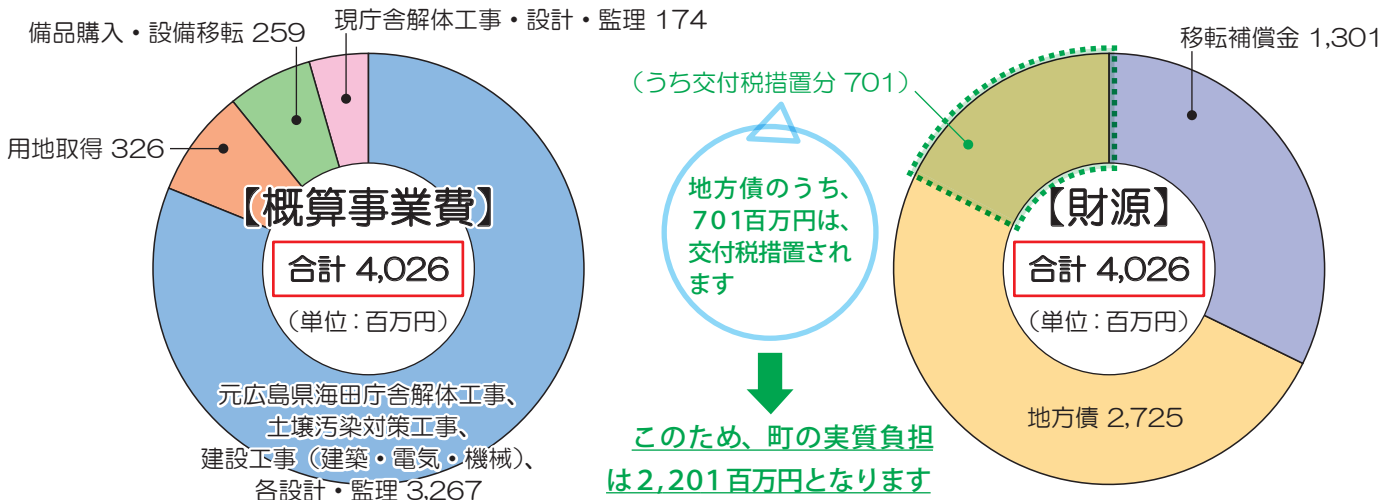 現庁舎解体工事・設計・監理 174
備品購入・設備移転 259
用地取得 326
【概算事業費】
合計 4,026
（単位：百万円）
元広島県海田庁舎解体工事、
土壌汚染対策工事、
建設工事（建築・電気・機械）、
各設計・監理 3,267
（うち交付税措置分 701）
地方債のうち、
701百万円は、
交付税措置され
ます
このため、町の実質負担
は2,201百万円となります
移転補償金 1,301
【財源】
合計 4,026
（単位：百万円）
地方債 2,725